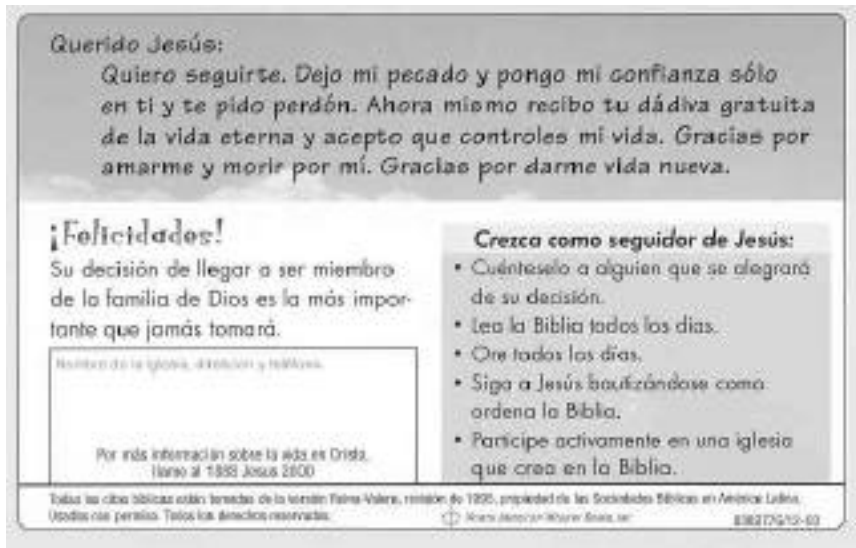 Querido Jesús:
Quiero seguirte. Dejo mi pecado y pongo mi confianza sólo
en ti y te pido perdón. Ahora mismo recibo tu dádiva gratuita
de la vida eterna y acepto que controles mi vida. Gracias por
amarme y morir por mí. Gracias por darme vida nueva.
¡Felicidades!
Su decisión de llegar a ser miembro
de la familia de Dios es la más impor-
tante que jamás tomará.
Nombre de la iglesia, dirección y teléfono.
Por más información sobre la vida en Cristo,
llame al 1888 Jesus 2000
Crezca como seguidor de Jesús:
• Cuénteselo a alguien que se alegrará
de su decisión.
• Lea la Biblia todos los días.
• Ore todos los días.
• Siga a Jesús bautizándose como
ordena la Biblia.
• Participe activamente en una iglesia
que crea en la Biblia.
Todas las citas bíblicas están tomadas de la versión Reina-Valera, revisión de 1995, propiedad de las Sociedades Bíblicas en América Latina.
Usadas con permiso. Todos los derechos reservados.